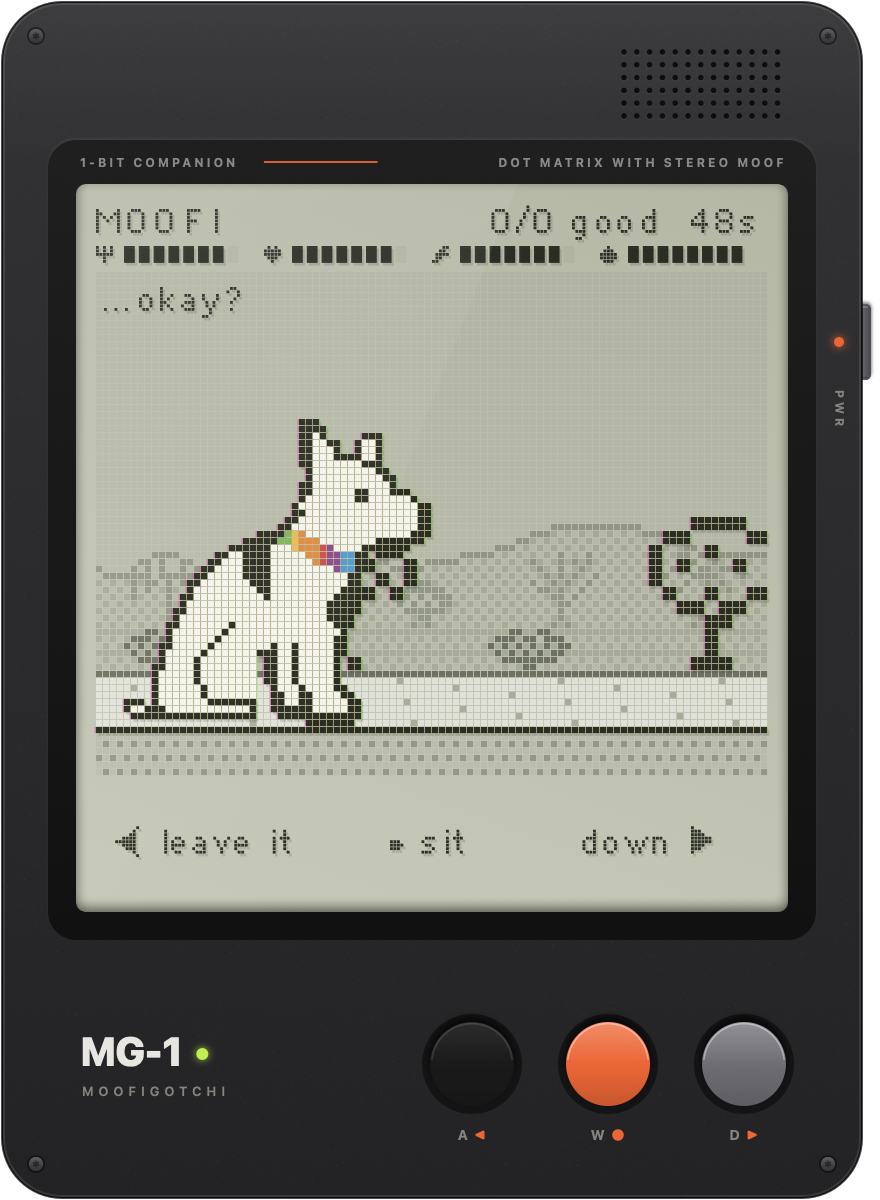 1-BIT COMPANION
DOT MATRIX WITH STEREO MOOF
MOOFI
0/0 good 48s
...okay?
leave it
sit
down
PWR
MG-1
MOOFIGOTCHI
A
W
D